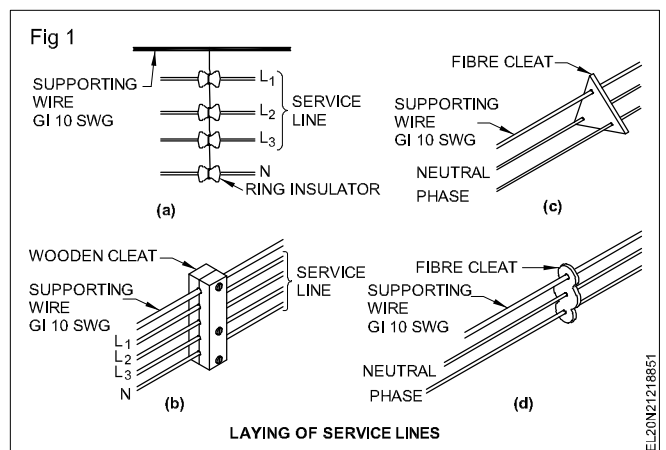 Fig 1
SUPPORTING
WIRE
GI 10 SWG
L1
L2
L3
N
SERVICE
LINE
RING INSULATOR
(a)
FIBRE CLEAT
SUPPORTING
WIRE
GI 10 SWG
NEUTRAL
PHASE
(c)
WOODEN CLEAT
SUPPORTING
WIRE
GI 10 SWG
L1
L2
L3
N
SERVICE
LINE
(b)
FIBRE CLEAT
SUPPORTING
WIRE
GI 10 SWG
NEUTRAL
PHASE
(d)
LAYING OF SERVICE LINES
EL20N21218851